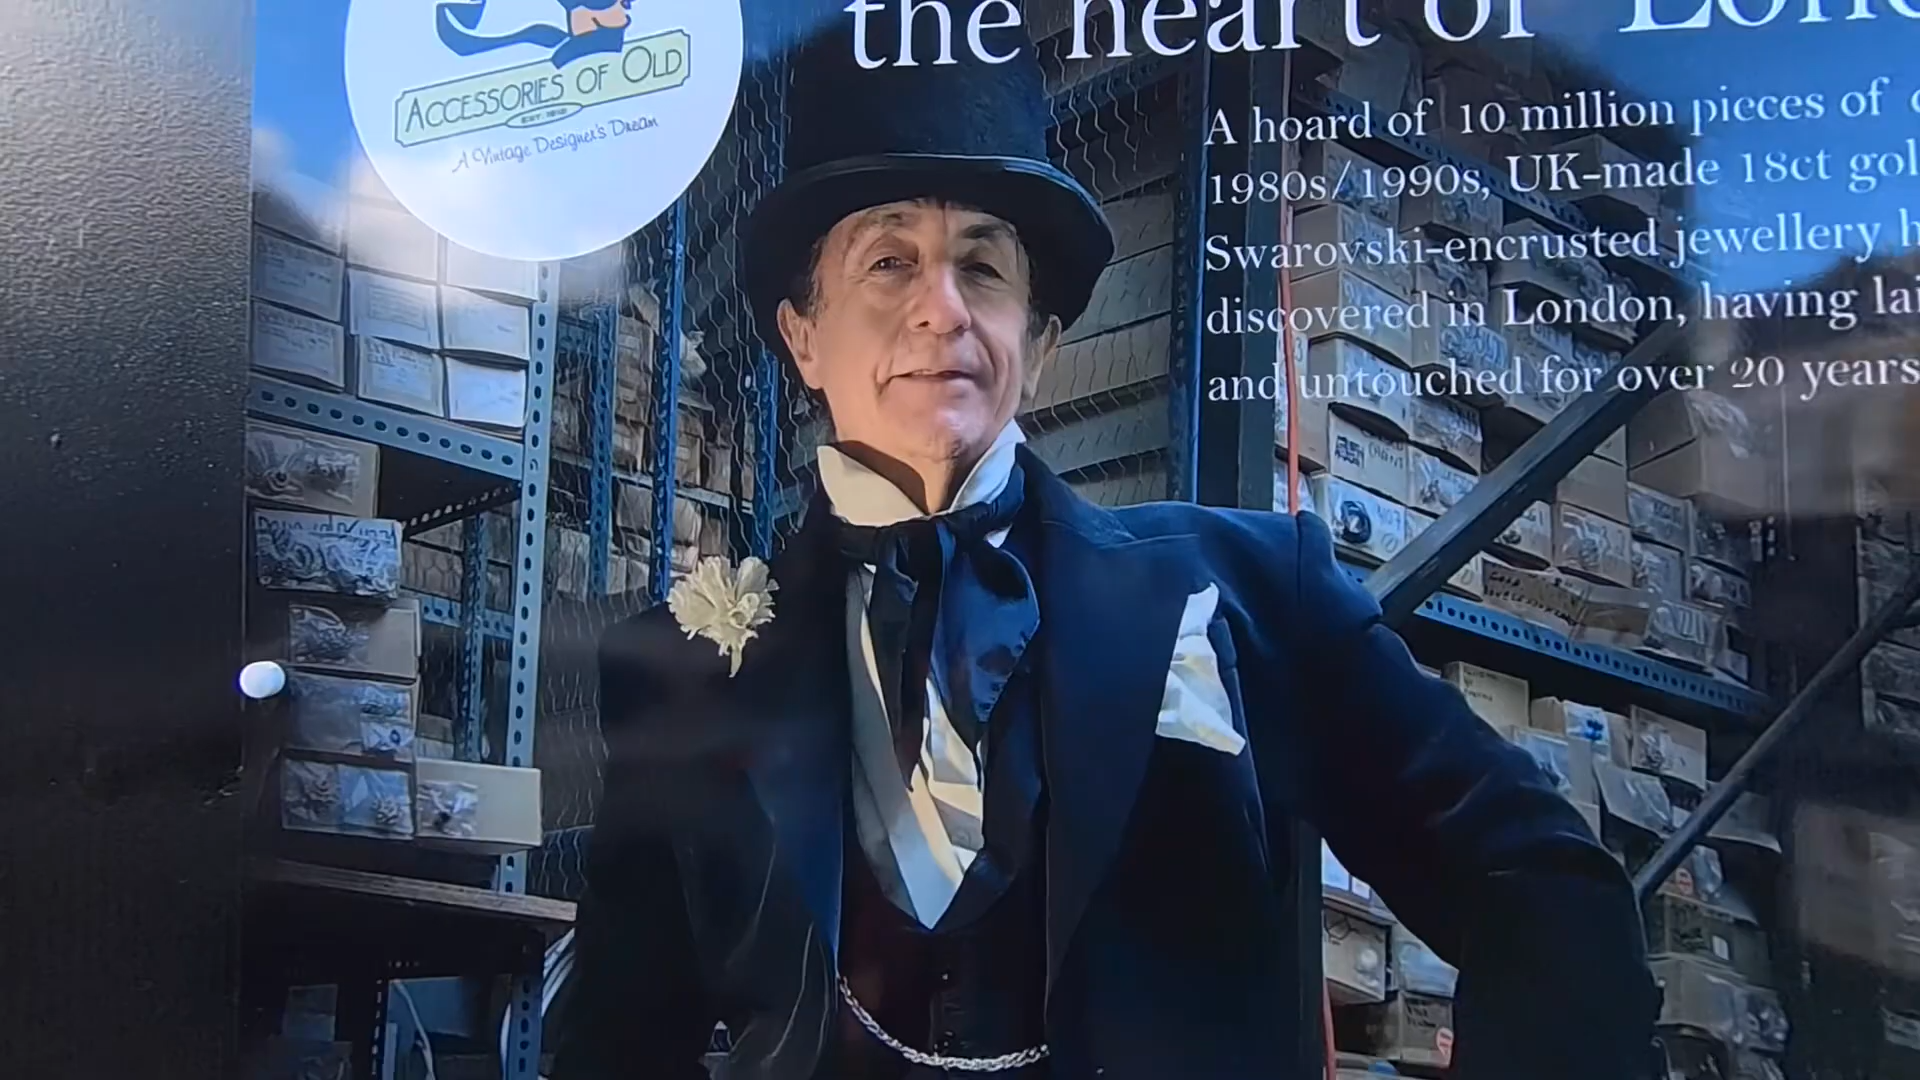 the heart of Lon
ACCESSORIES OF OLD
EST. 1910
A Vintage Designer's Dream
A hoard of 10 million pieces of
1980s/1990s, UK-made 18ct gol
Swarovski-encrusted jewellery h
discovered in London, having lai
and untouched for over 20 years